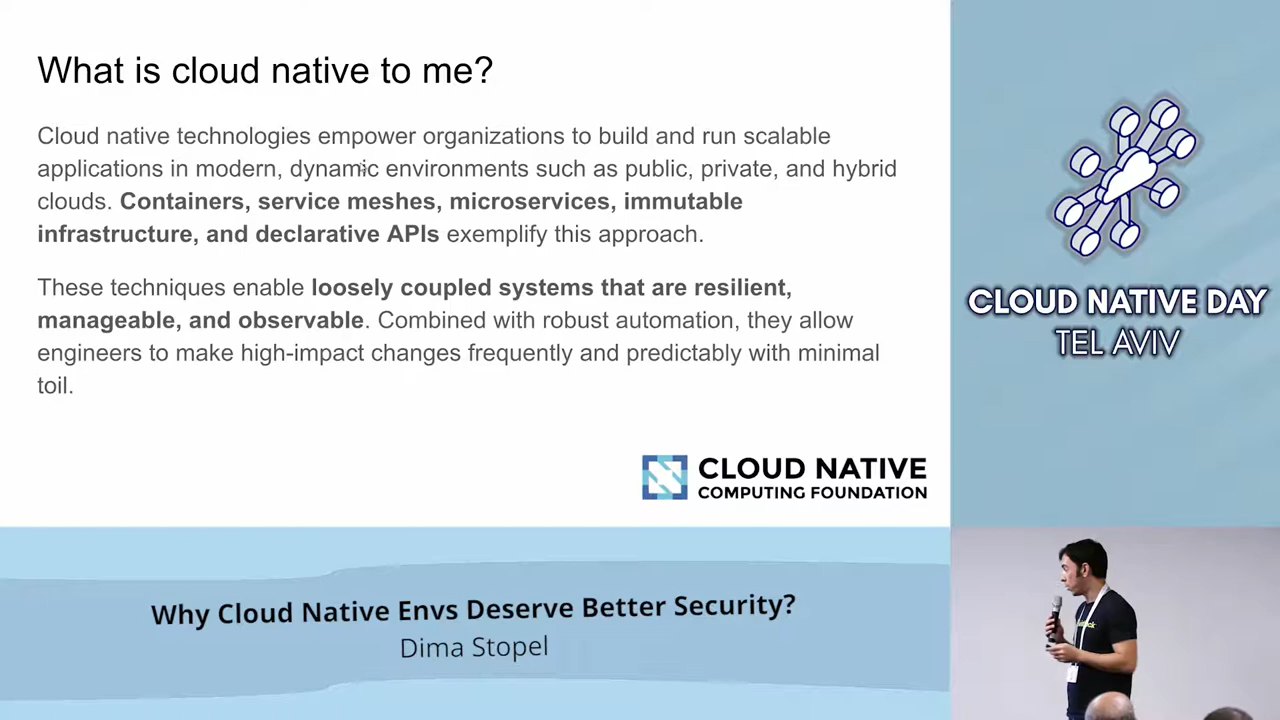 What is cloud native to me?
Cloud native technologies empower organizations to build and run scalable
applications in modern, dynamic environments such as public, private, and hybrid
clouds. Containers, service meshes, microservices, immutable
infrastructure, and declarative APIs exemplify this approach.
These techniques enable loosely coupled systems that are resilient,
manageable, and observable. Combined with robust automation, they allow
engineers to make high-impact changes frequently and predictably with minimal
toil.
CLOUD NATIVE
COMPUTING FOUNDATION
CLOUD NATIVE DAY
TEL AVIV
Why Cloud Native Envs Deserve Better Security?
Dima Stopel